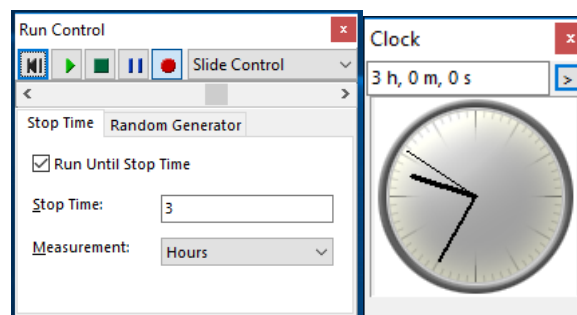 Run Control
x
Slide Control
Stop Time
Random Generator
Run Until Stop Time
Stop Time:
3
Measurement:
Hours
Clock
x
3 h, 0 m, 0 s
>